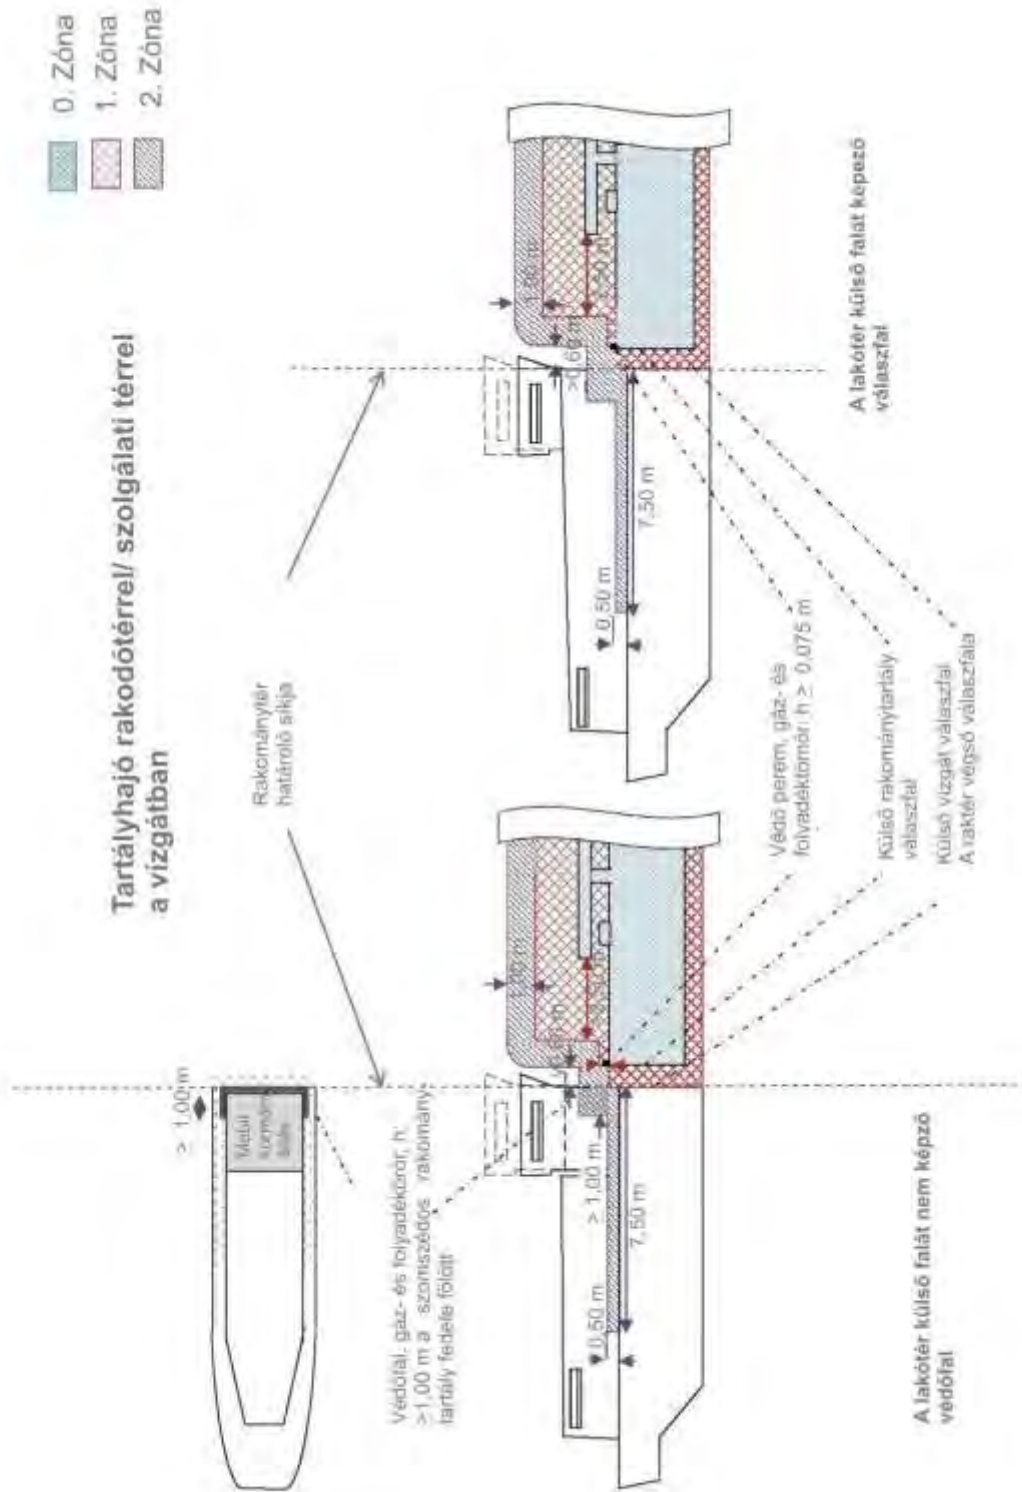 Tartályhajó rakodótérrel/ szolgálati térrel
a vízgátban
0. Zóna
1. Zóna
2. Zóna
Rakománytér
határoló síkja
> 1,00 m
Védőfal, gáz- és folyadéktömör, h:
>1,00 m a szomszédos rakomány
tartály fedele fölött
1,00 m
> 1,00 m
7,50 m
0,50 m
Védő perem, gáz- és
folyadéktömör: h ≥ 0,075 m
Külső rakománytartály
válaszfal
Külső vízgát válaszfal
A raktér végső válaszfala
1,00 m
7,50 m
0,50 m
A lakótér külső falát nem képző
védőfal
A lakótér külső falát képező
válaszfal